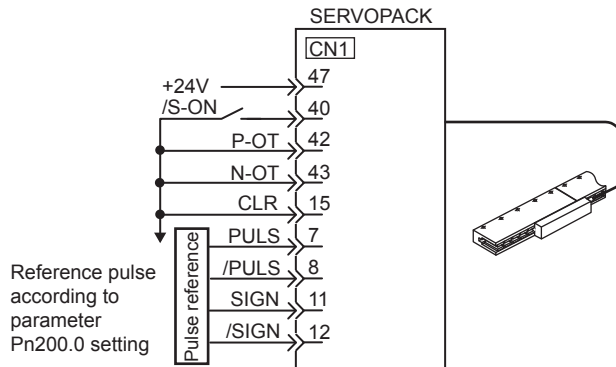 SERVOPACK
CN1
+24V 47
/S-ON 40
P-OT 42
N-OT 43
CLR 15
PULS 7
/PULS 8
SIGN 11
/SIGN 12
Pulse reference
Reference pulse
according to
parameter
Pn200.0 setting